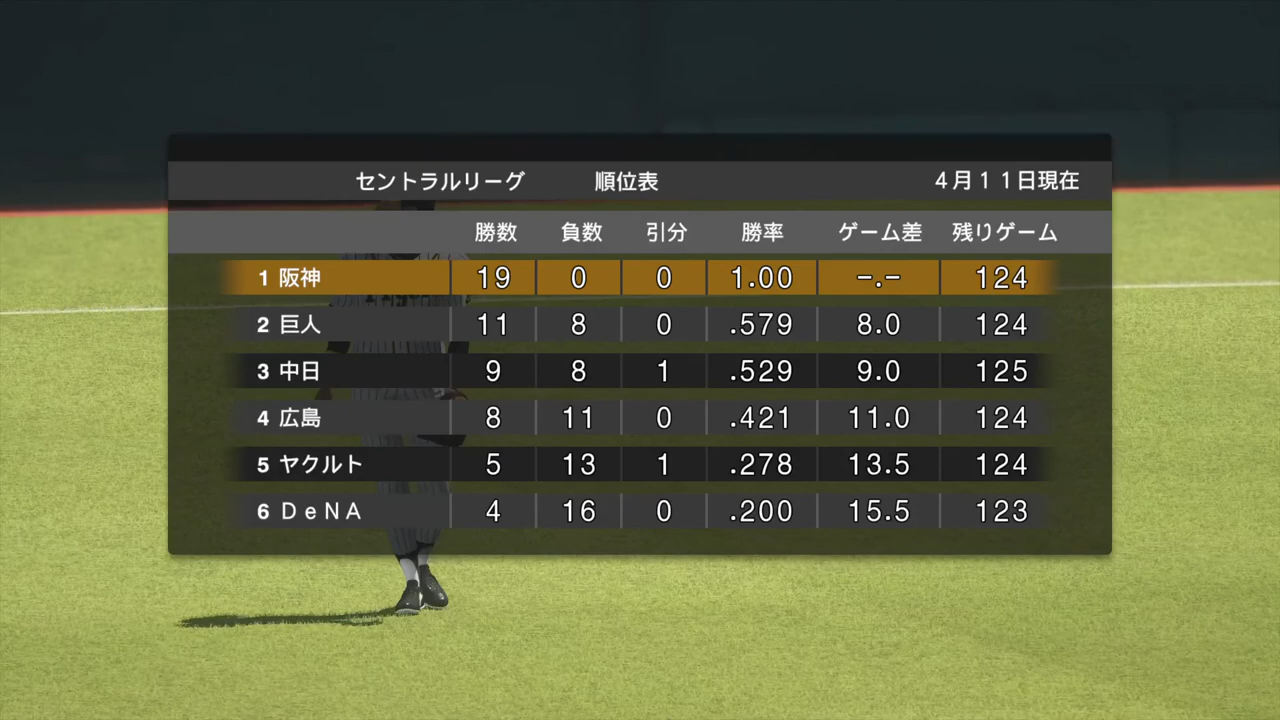 セントラルリーグ 順位表 ４月１１日現在
勝数 負数 引分 勝率 ゲーム差 残りゲーム
1 阪神 19 0 0 1.00 -.- 124
2 巨人 11 8 0 .579 8.0 124
3 中日 9 8 1 .529 9.0 125
4 広島 8 11 0 .421 11.0 124
5 ヤクルト 5 13 1 .278 13.5 124
6 ＤｅＮＡ 4 16 0 .200 15.5 123